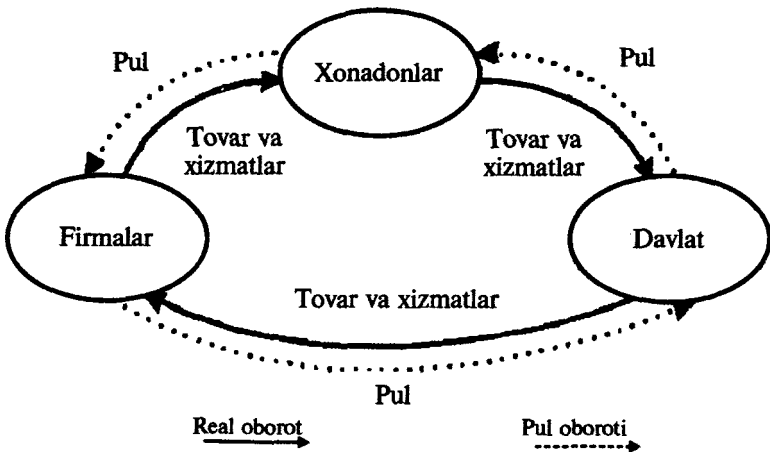 Pul
Xonadonlar
Pul
Tovar va
xizmatlar
Tovar va
xizmatlar
Firmalar
Davlat
Tovar va xizmatlar
Pul
Real oborot
Pul oboroti